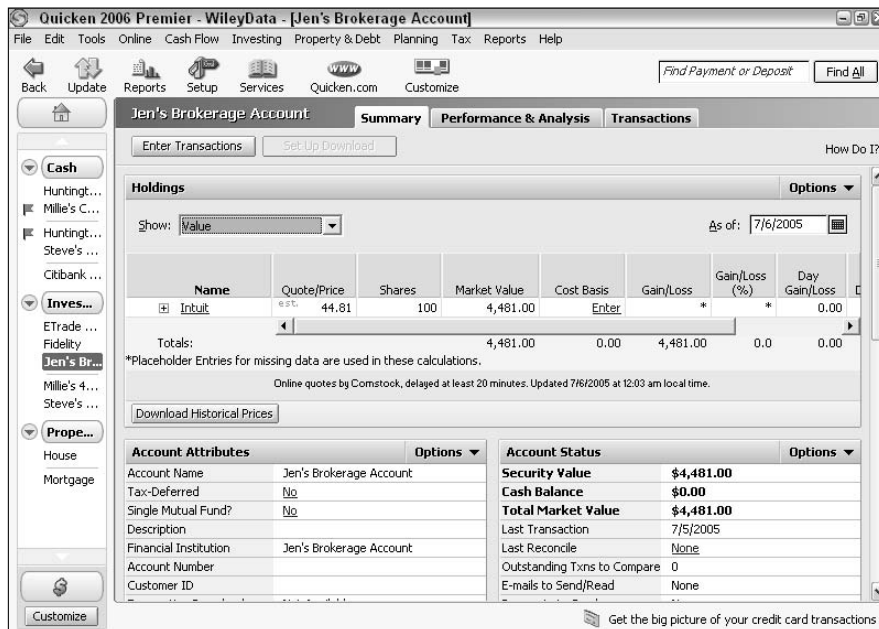 Quicken 2006 Premier - WileyData - [Jen's Brokerage Account]
File Edit Tools Online Cash Flow Investing Property & Debt Planning Tax Reports Help
Back Update Reports Setup Services Quicken.com Customize Find Payment or Deposit Find All
www
Jen's Brokerage Account Summary Performance & Analysis Transactions
Enter Transactions Set Up Download How Do I?
Cash
Huntingt...
Millie's C...
Huntingt...
Steve's ...
Citibank ...
Inves...
ETrade ...
Fidelity
Jen's Br...
Millie's 4...
Steve's ...
Prope...
House
Mortgage
Customize
Holdings Options
Show: Value As of: 7/6/2005
Name Quote/Price Shares Market Value Cost Basis Gain/Loss Gain/Loss (%) Day Gain/Loss
Intuit est. 44.81 100 4,481.00 Enter * * 0.00
Totals: 4,481.00 0.00 4,481.00 0.0 0.00
*Placeholder Entries for missing data are used in these calculations.
Online quotes by Comstock, delayed at least 20 minutes. Updated 7/6/2005 at 12:03 am local time.
Download Historical Prices
Account Attributes Options
Account Name Jen's Brokerage Account
Tax-Deferred No
Single Mutual Fund? No
Description
Financial Institution Jen's Brokerage Account
Account Number
Customer ID
Account Status Options
Security Value $4,481.00
Cash Balance $0.00
Total Market Value $4,481.00
Last Transaction 7/5/2005
Last Reconcile None
Outstanding Txns to Compare 0
E-mails to Send/Read None
Get the big picture of your credit card transactions